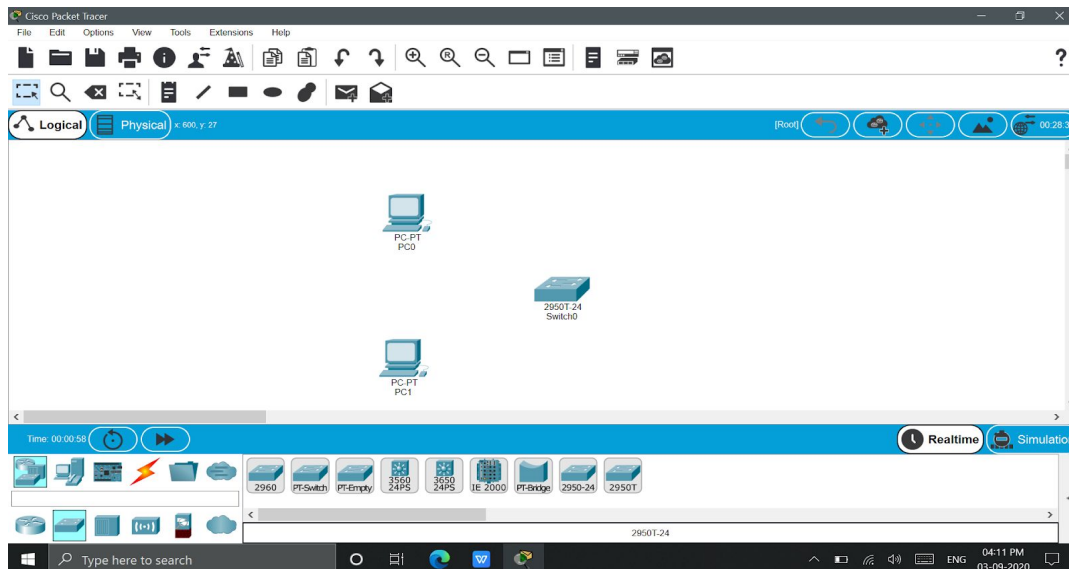 Cisco Packet Tracer
File Edit Options View Tools Extensions Help
?
Logical Physical x: 600, y: 27 [Root] 00:28:3
PC-PT
PC0
2950T-24
Switch0
PC-PT
PC1
Time: 00:00:58 Realtime Simulatio
2960 PT-Switch PT-Empty 3560 24PS 3650 24PS IE 2000 PT-Bridge 2950-24 2950T
2950T-24
Type here to search ENG 04:11 PM
03-09-2020